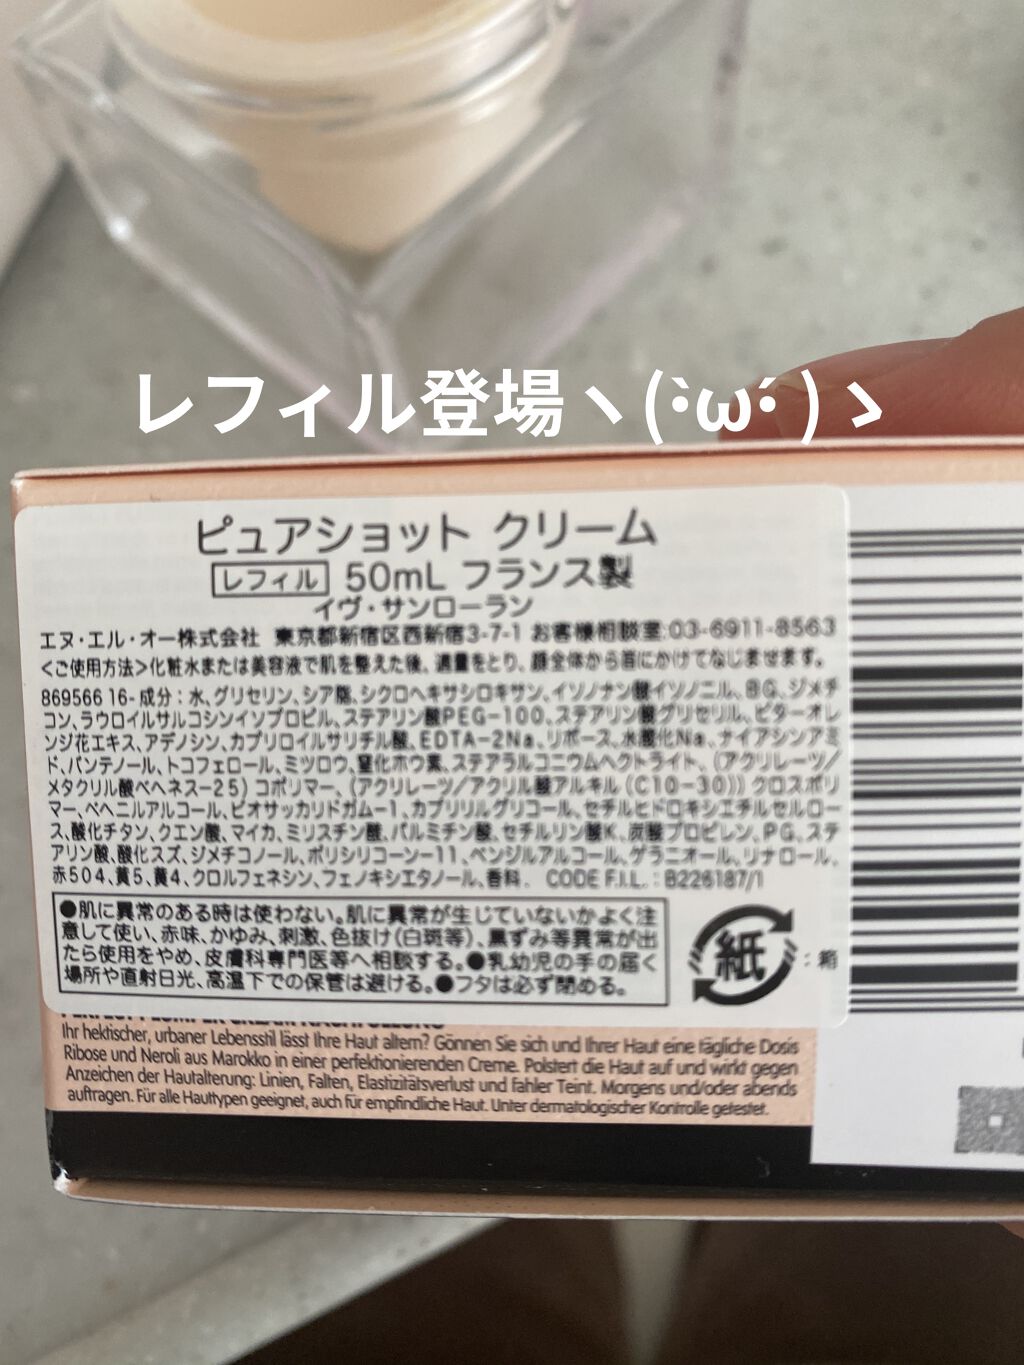 レフィル登場ヽ(•̀ω•́ )ゝ
ピュアショット クリーム
レフィル 50mL フランス製
イヴ・サンローラン
エヌ・エル・オー株式会社 東京都新宿区西新宿3-7-1 お客様相談室:03-6911-8563
<ご使用方法>化粧水または美容液で肌を整えた後、適量をとり、顔全体から首にかけてなじませます。
869566 16- 成分：水、グリセリン、シア脂、シクロヘキサシロキサン、イソノナン酸イソノニル、BG、ジメチ
コン、ラウロイルサルコシンイソプロピル、ステアリン酸PEG-100、ステアリン酸グリセリル、ビターオレ
ンジ花エキス、アデノシン、カプリロイルサリチル酸、EDTA-2Na、リボース、水酸化Na、ナイアシンアミ
ド、パンテノール、トコフェロール、ミツロウ、窒化ホウ素、ステアラルコニウムヘクトライト、（アクリレーツ/
メタクリル酸ベヘネス-25）コポリマー、（アクリレーツ/アクリル酸アルキル（C10-30））クロスポリ
マー、ベヘニルアルコール、ビオサッカリドガム-1、カプリリルグリコール、セチルヒドロキシエチルセルロー
ス、酸化チタン、クエン酸、マイカ、ミリスチン酸、パルミチン酸、セチルリン酸K、炭酸プロピレン、PG、ステ
アリン酸、酸化スズ、ジメチコノール、ポリシリコーン-11、ベンジルアルコール、ゲラニオール、リナロール、
赤504、黄5、黄4、クロルフェネシン、フェノキシエタノール、香料. CODE F.I.L. : B226187/1
●肌に異常のある時は使わない。肌に異常が生じていないかよく注
意して使い、赤味、かゆみ、刺激、色抜け（白斑等）、黒ずみ等異常が出
たら使用をやめ、皮膚科専門医等へ相談する。●乳幼児の手の届く
場所や直射日光、高温下での保管は避ける。●フタは必ず閉める。
紙 : 箱
Ihr hektischer, urbaner Lebensstil lässt Ihre Haut altern? Gönnen Sie sich und Ihrer Haut eine tägliche Dosis
Ribose und Neroli aus Marokko in einer perfektionierenden Creme. Polstert die Haut auf und wirkt gegen
Anzeichen der Hautalterung: Linien, Falten, Elastizitätsverlust und fahler Teint. Morgens und/oder abends
auftragen. Für alle Hauttypen geeignet, auch für empfindliche Haut. Unter dermatologischer Kontrolle getestet.